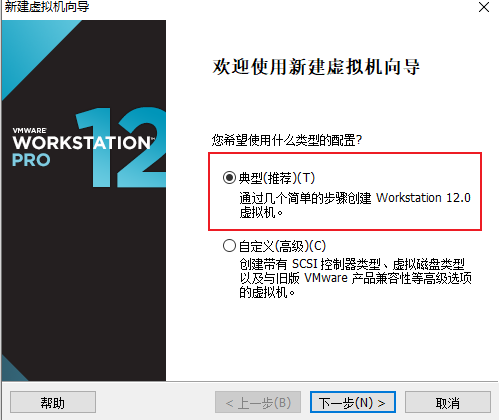 新建虚拟机向导
欢迎使用新建虚拟机向导
VMWARE
WORKSTATION™
PRO
12
您希望使用什么类型的配置?
典型(推荐)(T)
通过几个简单的步骤创建 Workstation 12.0
虚拟机。
自定义(高级)(C)
创建带有 SCSI 控制器类型、虚拟磁盘类型
以及与旧版 VMware 产品兼容性等高级选项
的虚拟机。
帮助
< 上一步(B)
下一步(N) >
取消